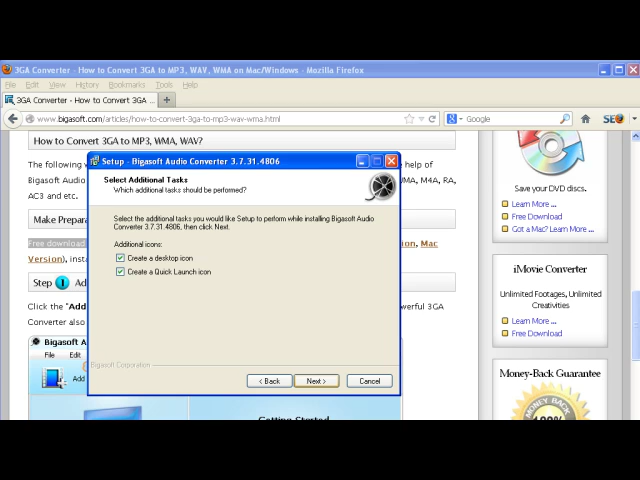 3GA Converter - How to Convert 3GA to MP3, WAV, WMA on Mac/Windows - Mozilla Firefox
File Edit View History Bookmarks Tools Help
3GA Converter - How to Convert 3GA ...
www.bigasoft.com/articles/how-to-convert-3ga-to-mp3-wav-wma.html
Google
SEO
How to Convert 3GA to MP3, WMA, WAV?
The following
help of
Bigasoft Audio
WMA, M4A, RA,
AC3 and etc.
Make Prepara
Free download
Mac
Version), inst
Step 1 Ad
Click the "Add
powerful 3GA
Converter also
Bigasoft A
File Edit
Add
Getting Started
Setup - Bigasoft Audio Converter 3.7.31.4806
Select Additional Tasks
Which additional tasks should be performed?
Select the additional tasks you would like Setup to perform while installing Bigasoft Audio
Converter 3.7.31.4806, then click Next.
Additional icons:
Create a desktop icon
Create a Quick Launch icon
Bigasoft Corporation
< Back Next > Cancel
Save your DVD discs.
Learn More ...
Free Download
Got a Mac? Learn More ...
iMovie Converter
Unlimited Footages, Unlimited
Creativities
Learn More ...
Free Download
Money-Back Guarantee
MONEY BACK
100%